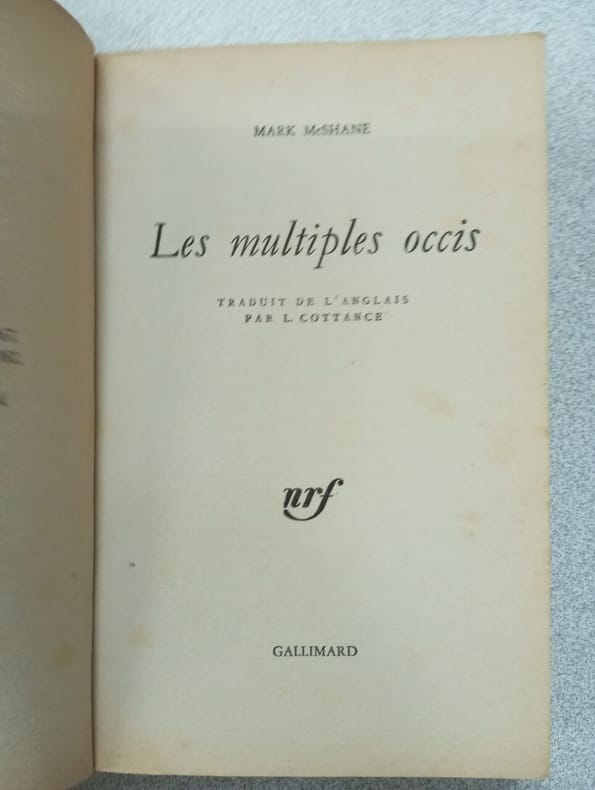 MARK McSHANE
Les multiples occis
TRADUIT DE L'ANGLAIS
PAR L. COTTANCE
nrf
GALLIMARD